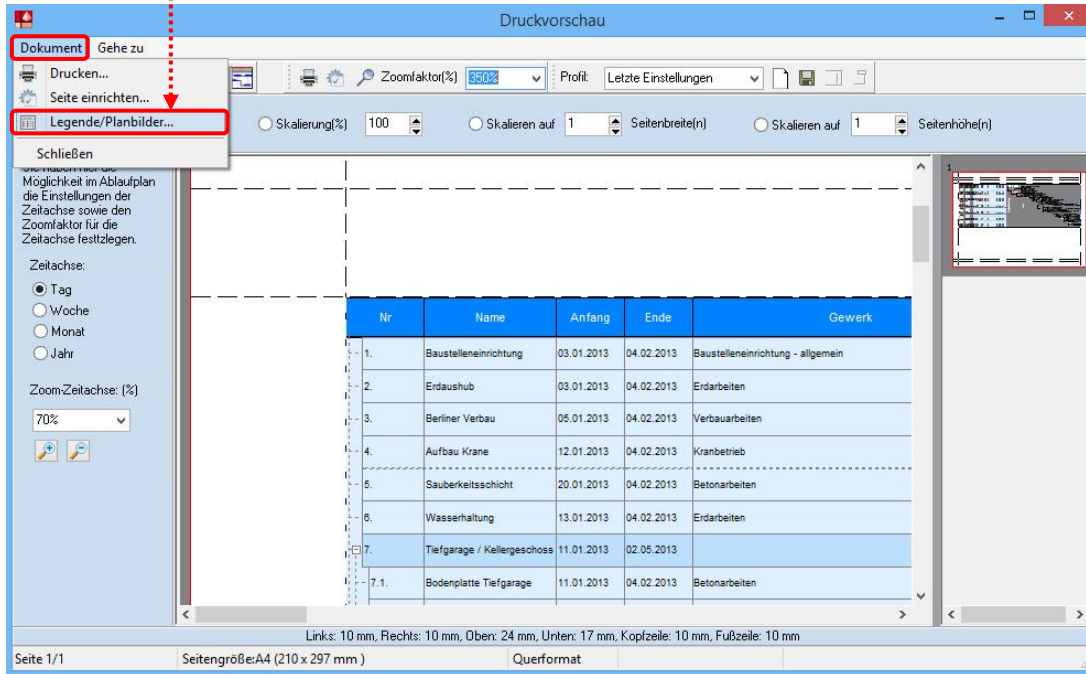 Druckvorschau
Dokument Gehe zu
Drucken...
Seite einrichten...
Legende/Planbilder...
Schließen
Zoomfaktor(%) 350% Profil: Letzte Einstellungen
Skalierung(%) 100 Skalieren auf 1 Seitenbreite(n) Skalieren auf 1 Seitenhöhe(n)
Sie haben hier die
Möglichkeit im Ablaufplan
die Einstellungen der
Zeitachse sowie den
Zoomfaktor für die
Zeitachse festtzlegen.
Zeitachse:
Tag
Woche
Monat
Jahr
Zoom-Zeitachse: (%)
70%
Nr Name Anfang Ende Gewerk
1. Baustelleneinrichtung 03.01.2013 04.02.2013 Baustelleneinrichtung - allgemein
2. Erdaushub 03.01.2013 04.02.2013 Erdarbeiten
3. Berliner Verbau 05.01.2013 04.02.2013 Verbauarbeiten
4. Aufbau Krane 12.01.2013 04.02.2013 Kranbetrieb
5. Sauberkeitsschicht 20.01.2013 04.02.2013 Betonarbeiten
6. Wasserhaltung 13.01.2013 04.02.2013 Erdarbeiten
7. Tiefgarage / Kellergeschoss 11.01.2013 02.05.2013
7.1. Bodenplatte Tiefgarage 11.01.2013 04.02.2013 Betonarbeiten
1
Links: 10 mm, Rechts: 10 mm, Oben: 24 mm, Unten: 17 mm, Kopfzeile: 10 mm, Fußzeile: 10 mm
Seite 1/1 Seitengröße:A4 (210 x 297 mm ) Querformat